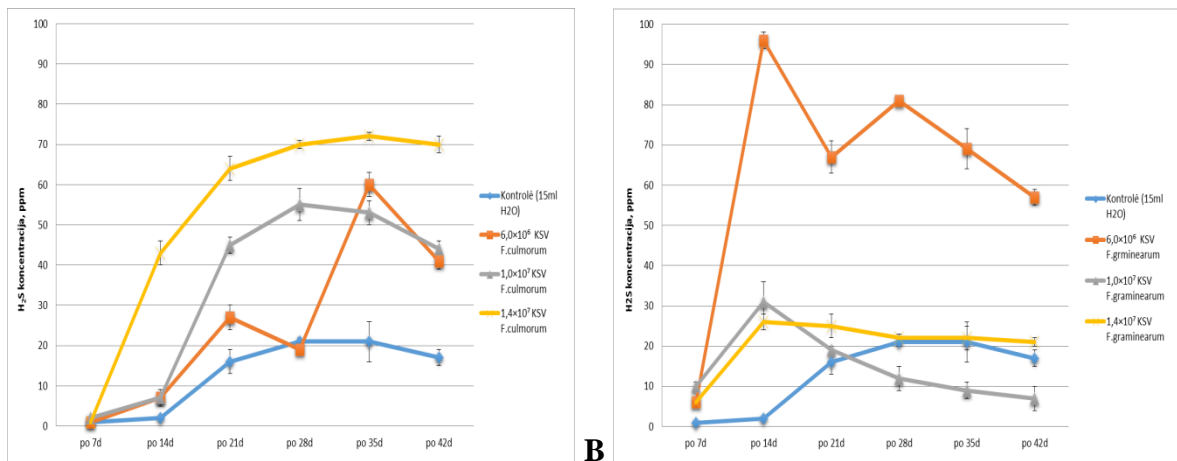 100
90
80
70
60
50
40
30
20
10
0
H₂S koncentracija, ppm
po 7d po 14d po 21d po 28d po 35d po 42d
Kontrolė (15ml
H2O)
6,0×10⁶ KSV
F.culmorum
1,0×10⁷ KSV
F.culmorum
1,4×10⁷ KSV
F.culmorum
B
100
90
80
70
60
50
40
30
20
10
0
H2S koncentracija, ppm
po 7d po 14d po 21d po 28d po 35d po 42d
Kontrolė (15ml
H2O)
6,0×10⁶ KSV
F.grminearum
1,0×10⁷ KSV
F.graminearum
1,4×10⁷ KSV
F.graminearum